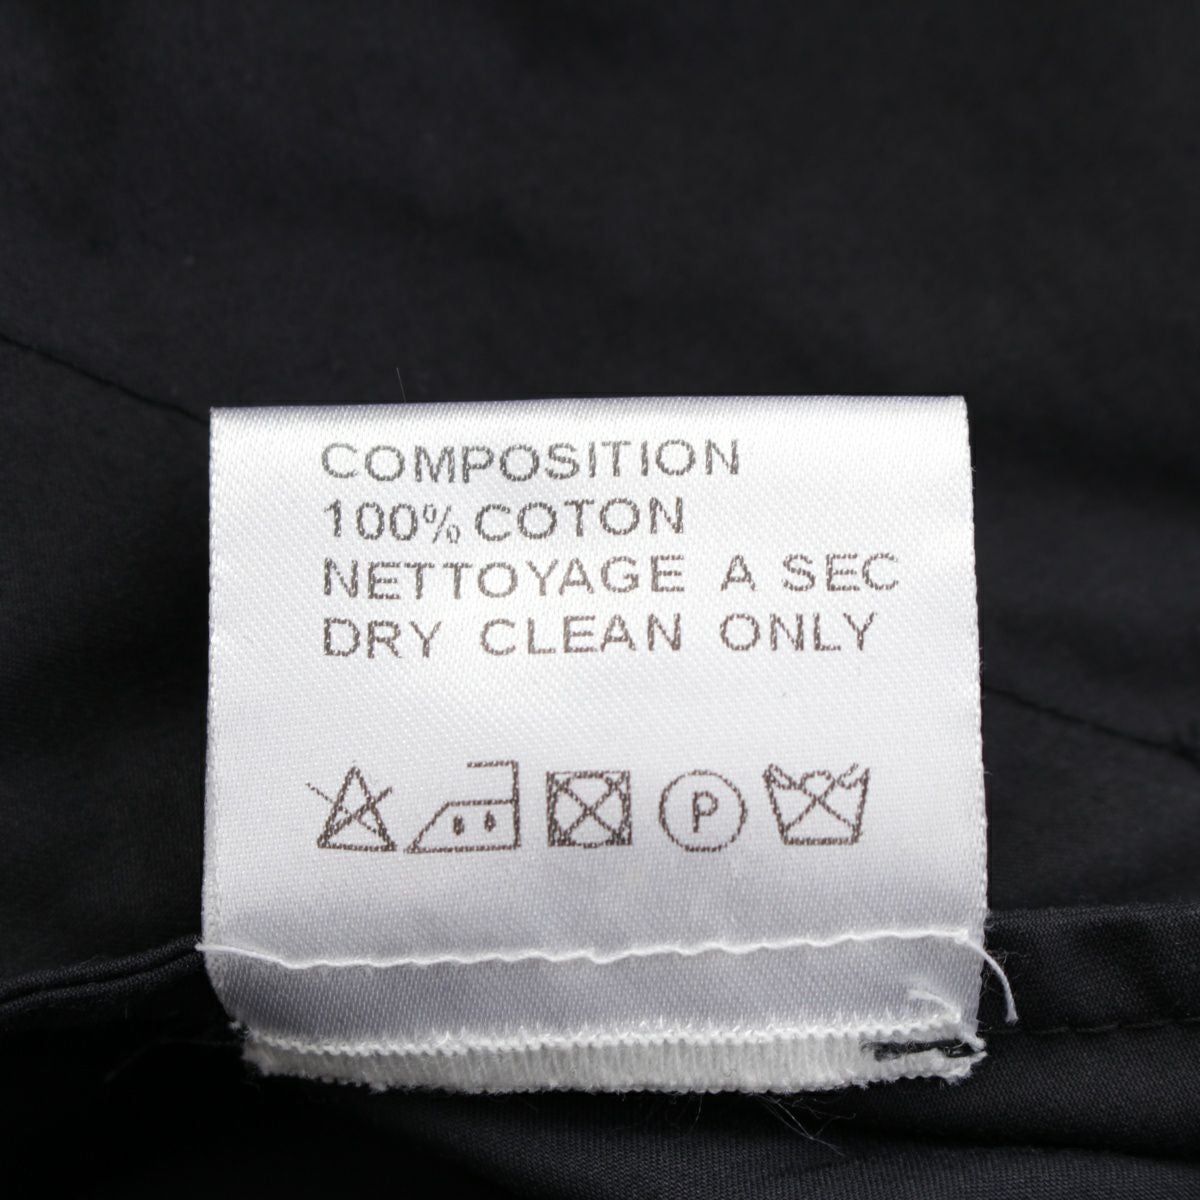 COMPOSITION
100% COTON
NETTOYAGE A SEC
DRY CLEAN ONLY
P